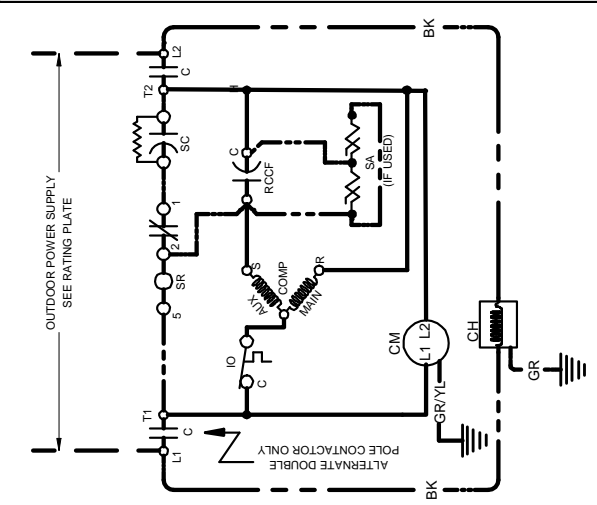 OUTDOOR POWER SUPPLY
SEE RATING PLATE
L2
C
T2
SC
1
2
SR
5
T1
C
L1
ALTERNATE DOUBLE
POLE CONTACTOR ONLY
H
C
RCCF
SA
(IF USED)
S
COMP
R
AUX
MAIN
IO
C
CM
L1 L2
GR/YL
CH
GR
BK
BK